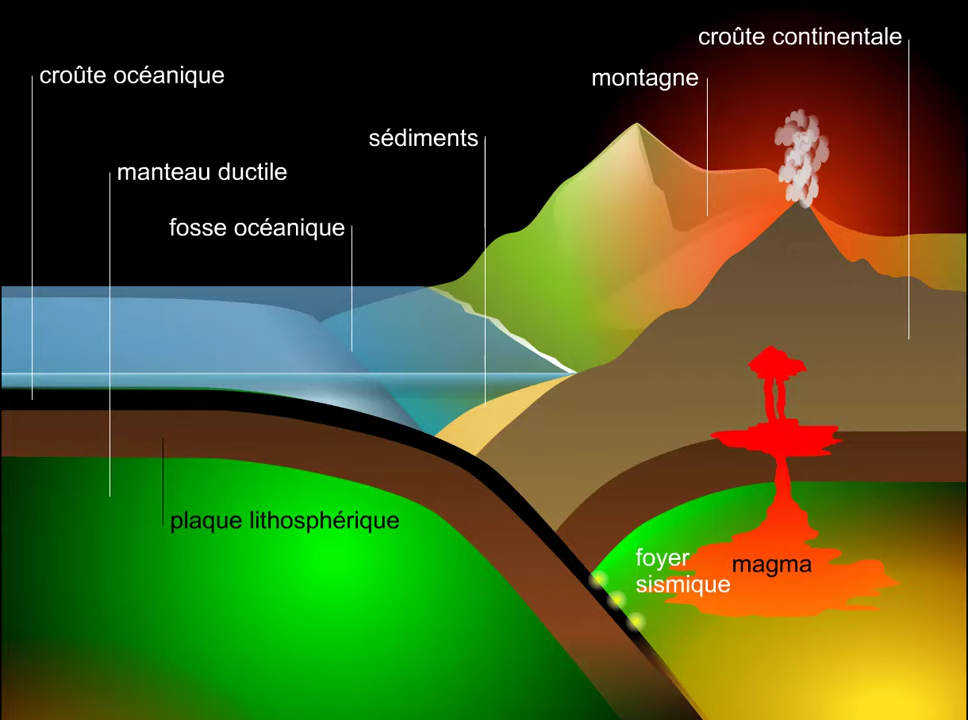 croûte continentale
croûte océanique
montagne
sédiments
manteau ductile
fosse océanique
plaque lithosphérique
foyer
sismique
magma